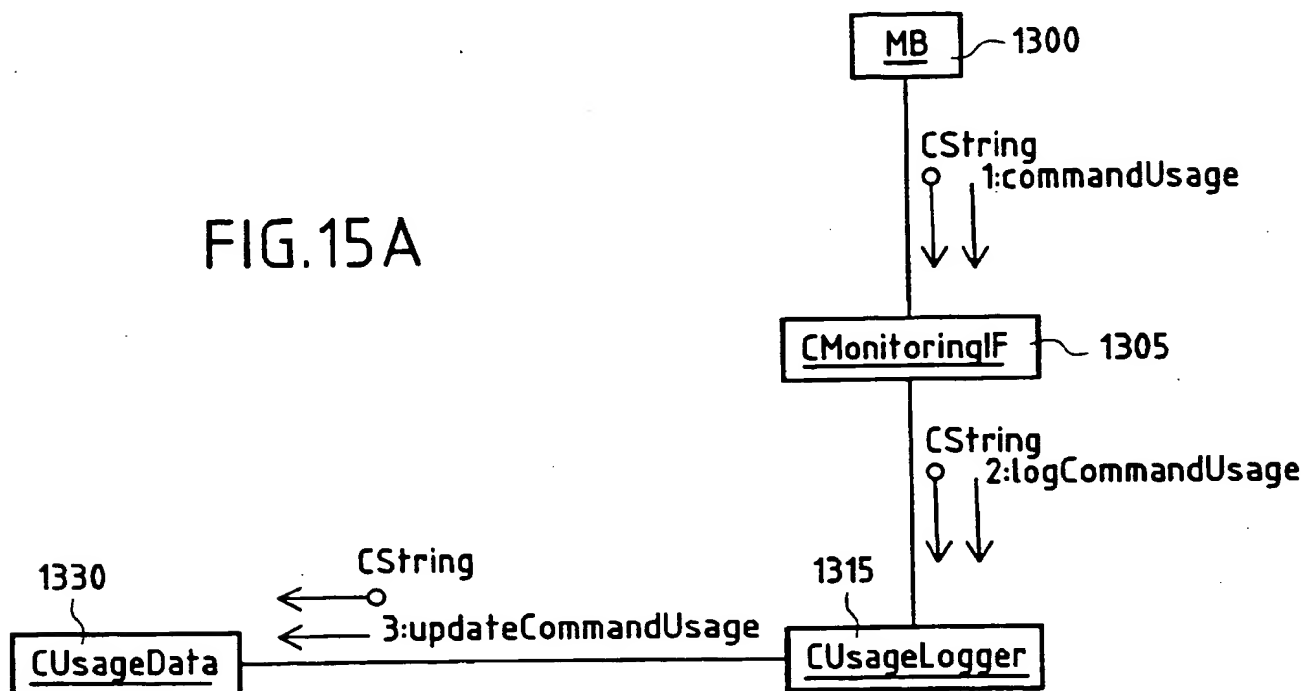 MB
1300
CString
1:commandUsage
FIG.15A
CMonitoringIF
1305
CString
2:logCommandUsage
1330
CString
1315
3:updateCommandUsage
CUsageData
CUsageLogger